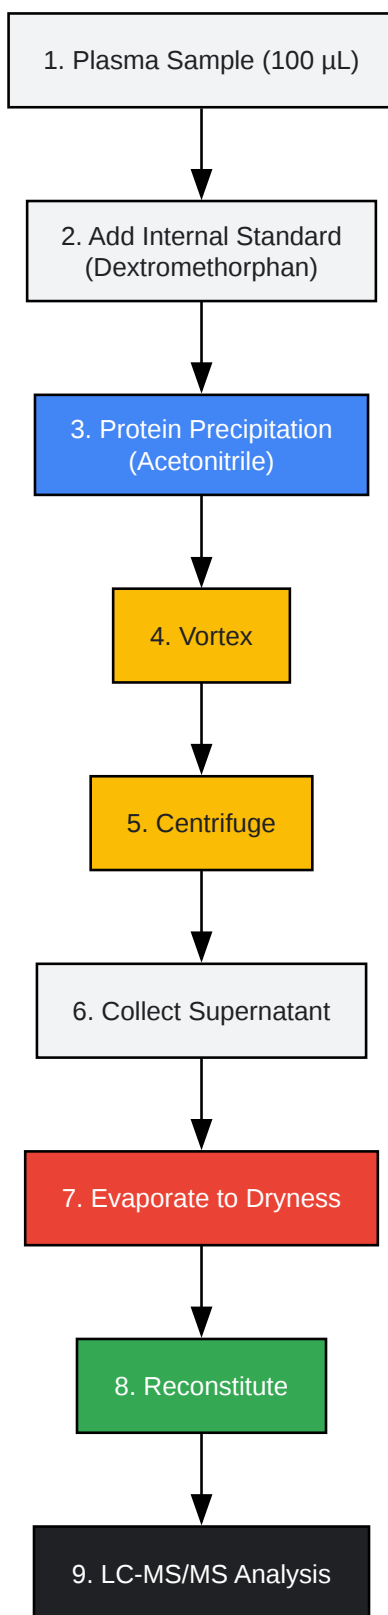 1. Plasma Sample (100 µL)
2. Add Internal Standard
(Dextromethorphan)
3. Protein Precipitation
(Acetonitrile)
4. Vortex
5. Centrifuge
6. Collect Supernatant
7. Evaporate to Dryness
8. Reconstitute
9. LC-MS/MS Analysis